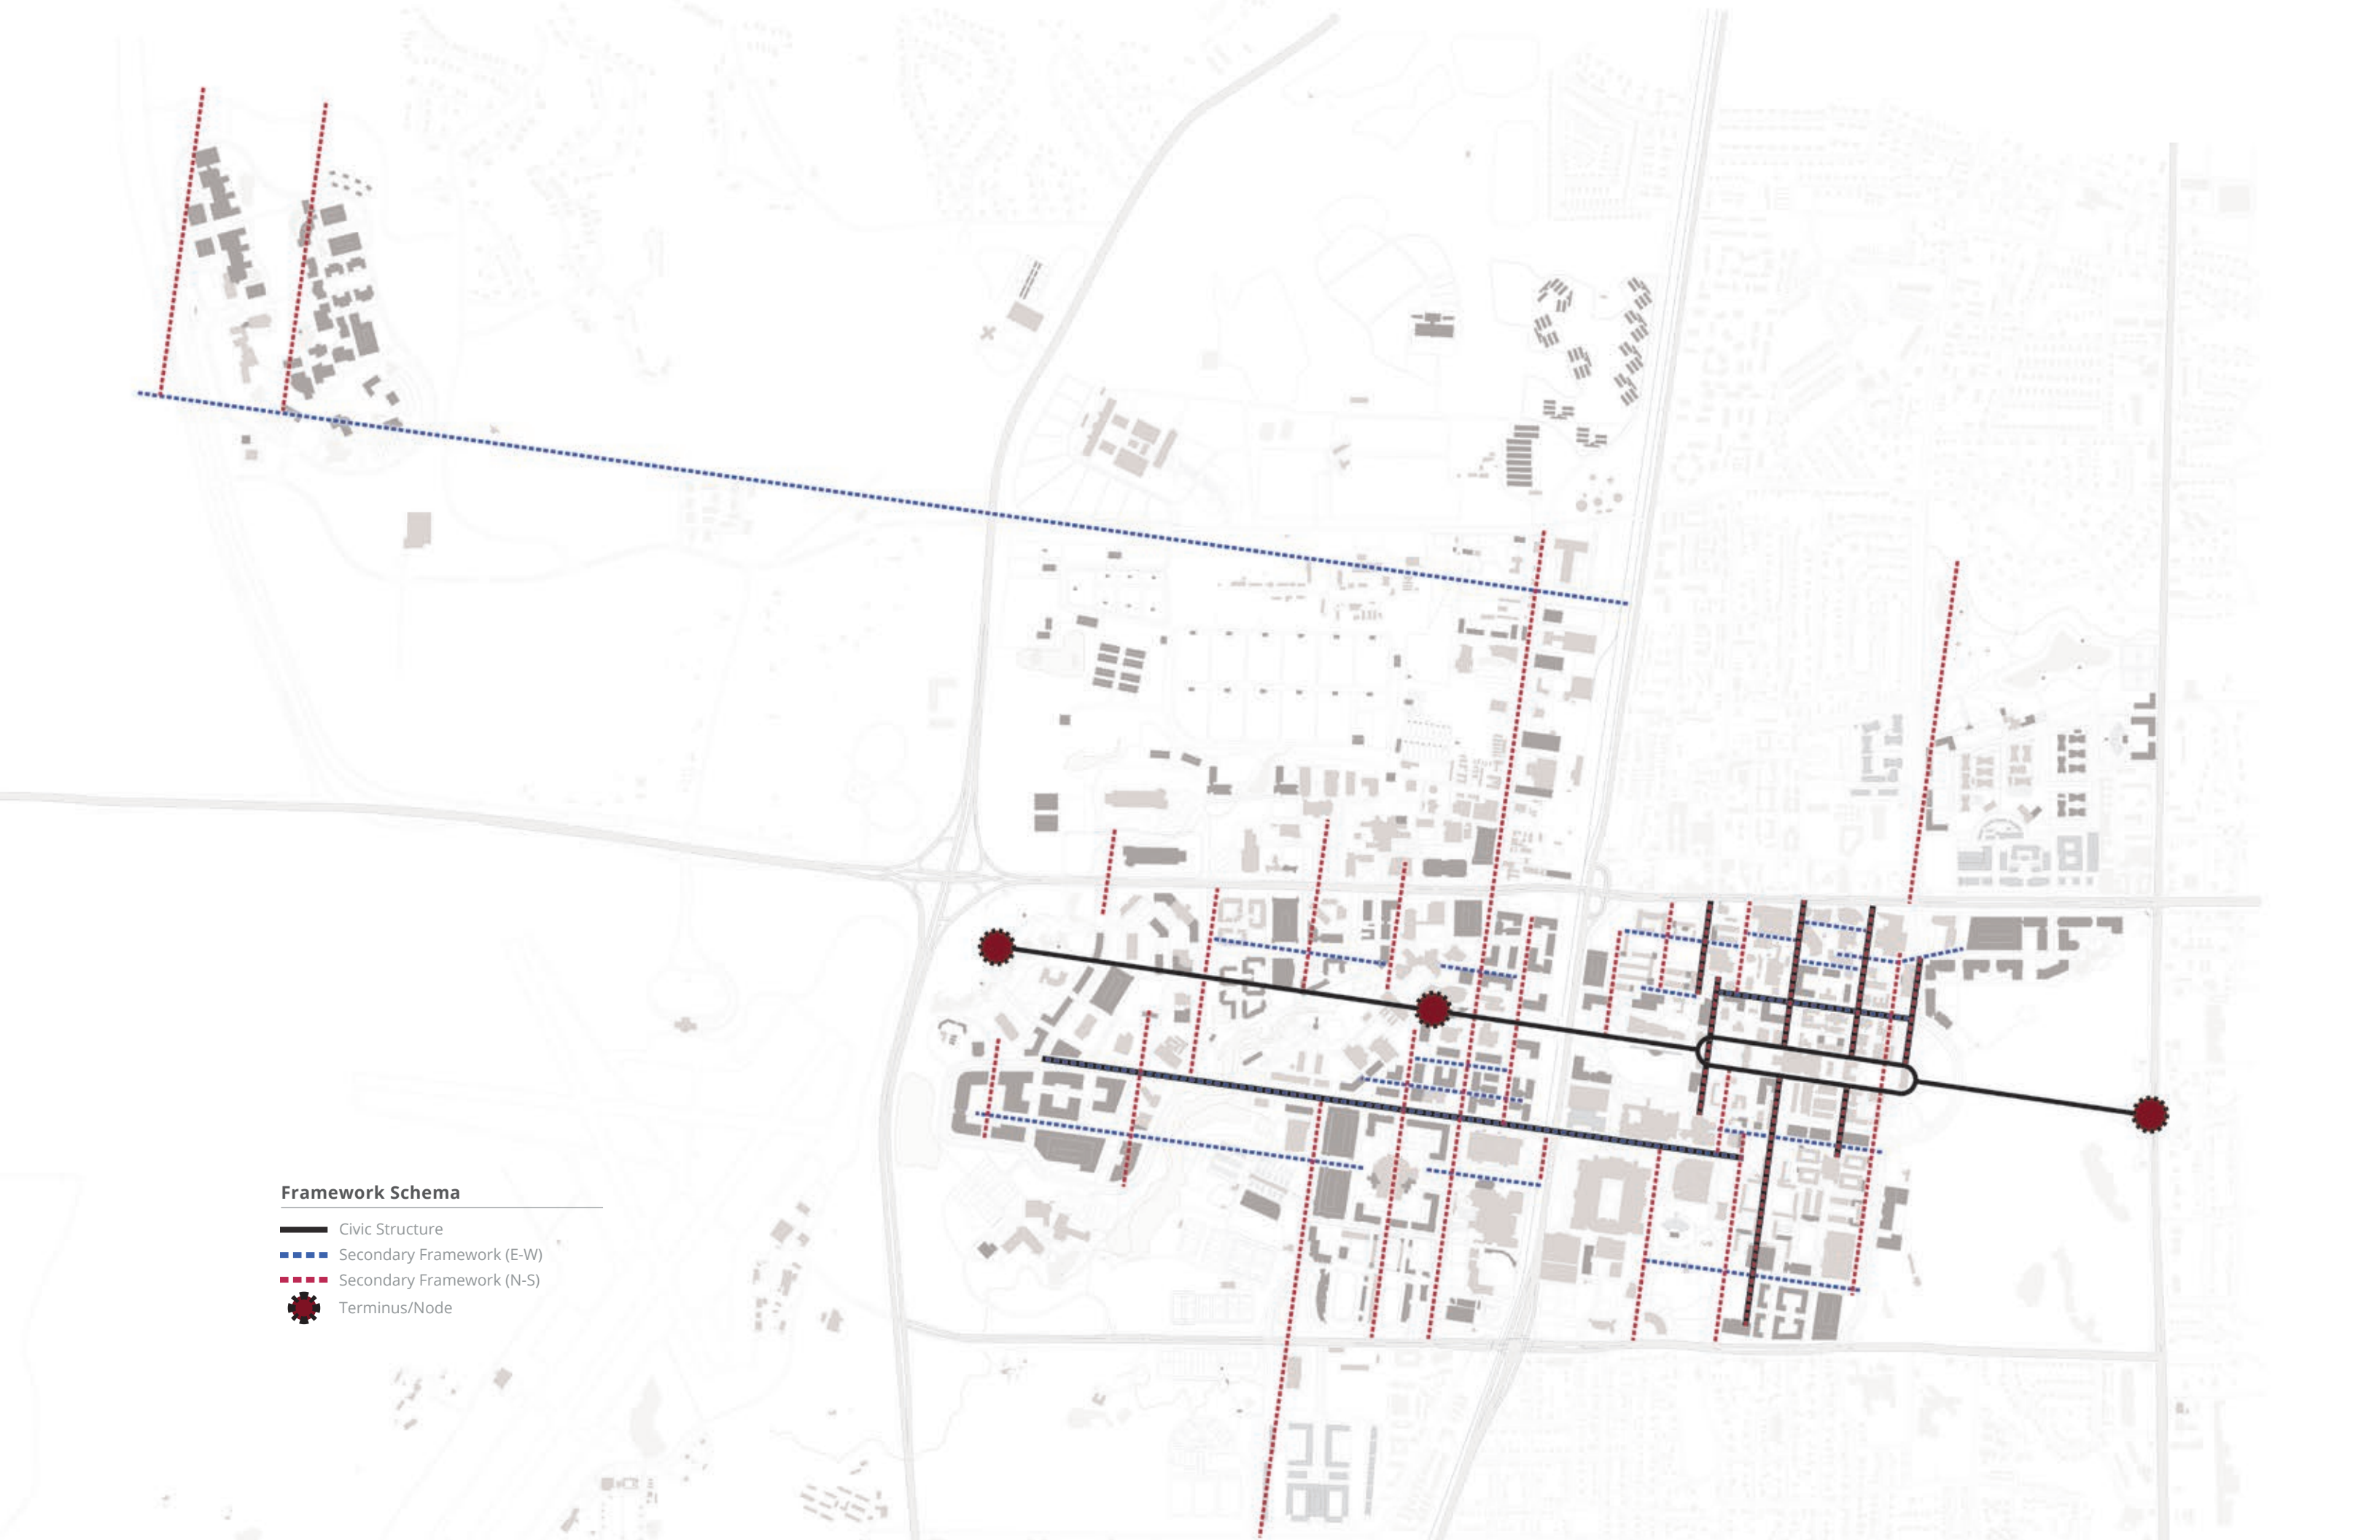 Framework Schema
Civic Structure
Secondary Framework (E-W)
Secondary Framework (N-S)
Terminus/Node